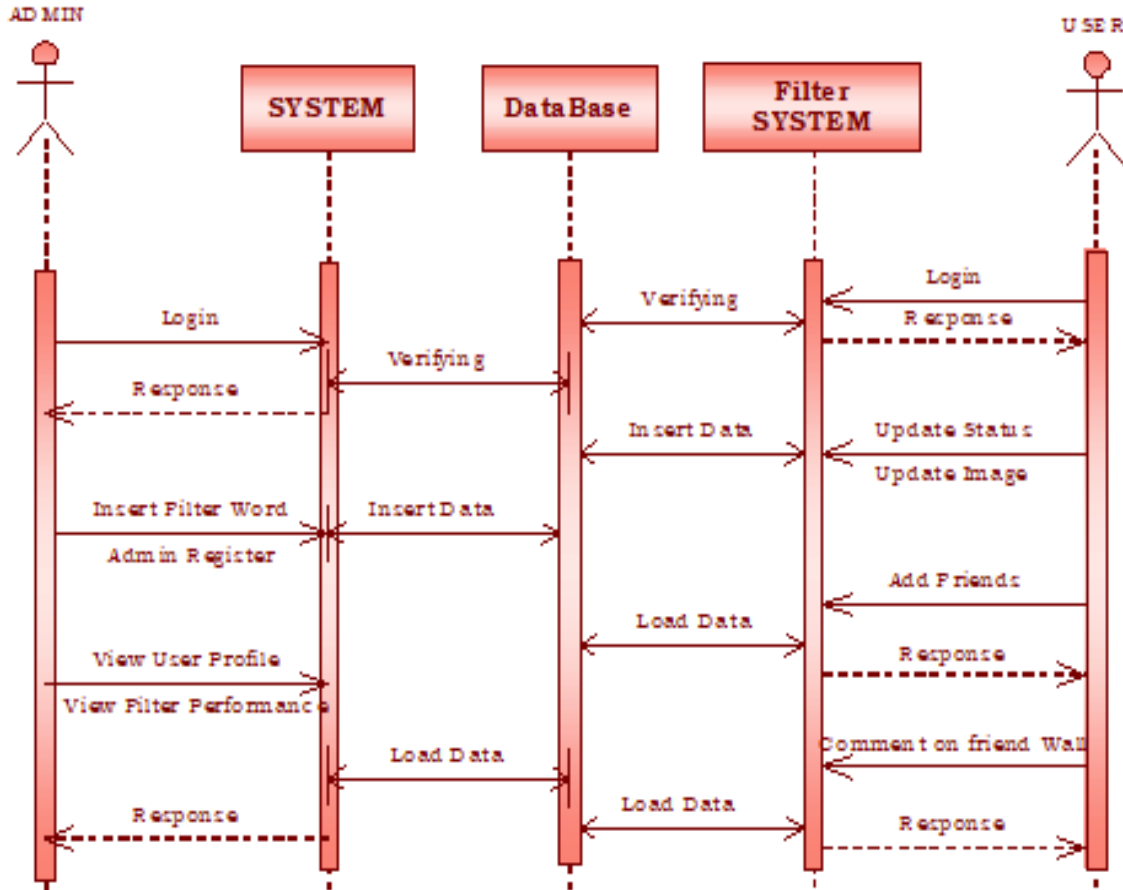 ADMIN
USER
SYSTEM
DataBase
Filter
SYSTEM
Login
Verifying
Response
Login
Verifying
Response
Insert Data
Update Status
Update Image
Insert Filter Word
Insert Data
Admin Register
Add Friends
Load Data
View User Profile
Response
View Filter Performance
Comment on friend Wall
Load Data
Load Data
Response
Response